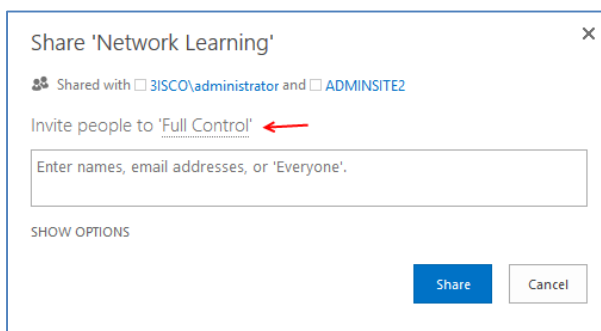 Share 'Network Learning'
Shared with 3ISCO\administrator and ADMINSITE2
Invite people to 'Full Control'
Enter names, email addresses, or 'Everyone'.
SHOW OPTIONS
Share Cancel